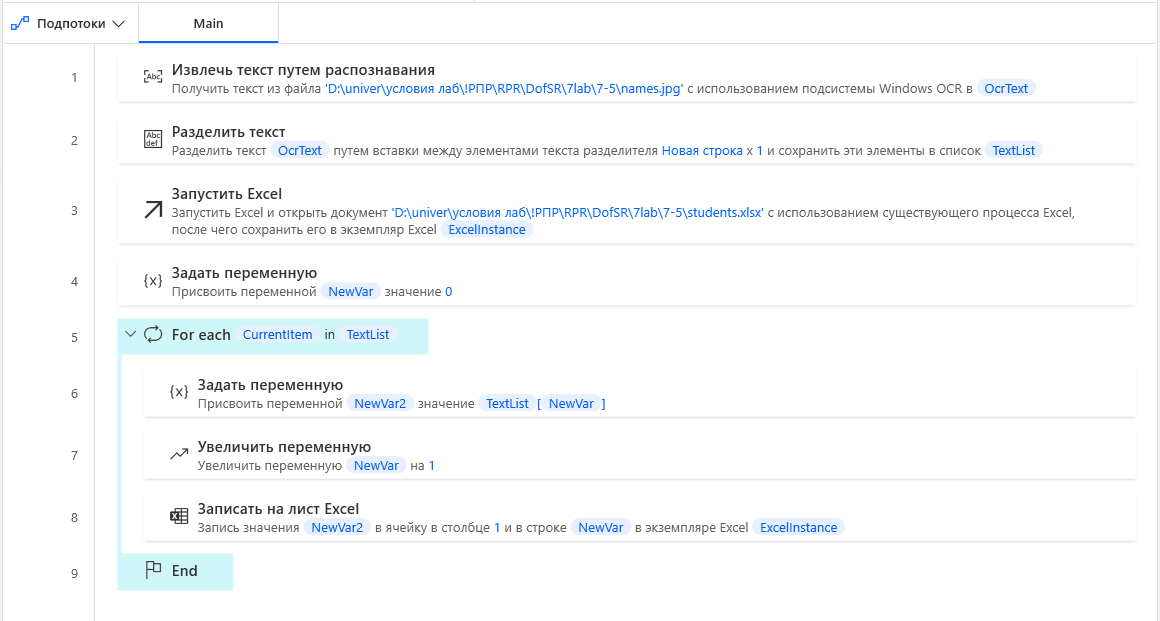 Подпотоки Main
1 Извлечь текст путем распознавания
Получить текст из файла 'D:\univer\условия лаб\!РПР\RPR\DofSR\7lab\7-5\names.jpg' с использованием подсистемы Windows OCR в OcrText
2 Разделить текст
Разделить текст OcrText путем вставки между элементами текста разделителя Новая строка x 1 и сохранить эти элементы в список TextList
3 Запустить Excel
Запустить Excel и открыть документ 'D:\univer\условия лаб\!РПР\RPR\DofSR\7lab\7-5\students.xlsx' с использованием существующего процесса Excel,
после чего сохранить его в экземпляр Excel ExcelInstance
4 Задать переменную
Присвоить переменной NewVar значение 0
5 For each CurrentItem in TextList
6 Задать переменную
Присвоить переменной NewVar2 значение TextList [ NewVar ]
7 Увеличить переменную
Увеличить переменную NewVar на 1
8 Записать на лист Excel
Запись значения NewVar2 в ячейку в столбце 1 и в строке NewVar в экземпляре Excel ExcelInstance
9 End
Abc
Abc
def
{x}
{x}